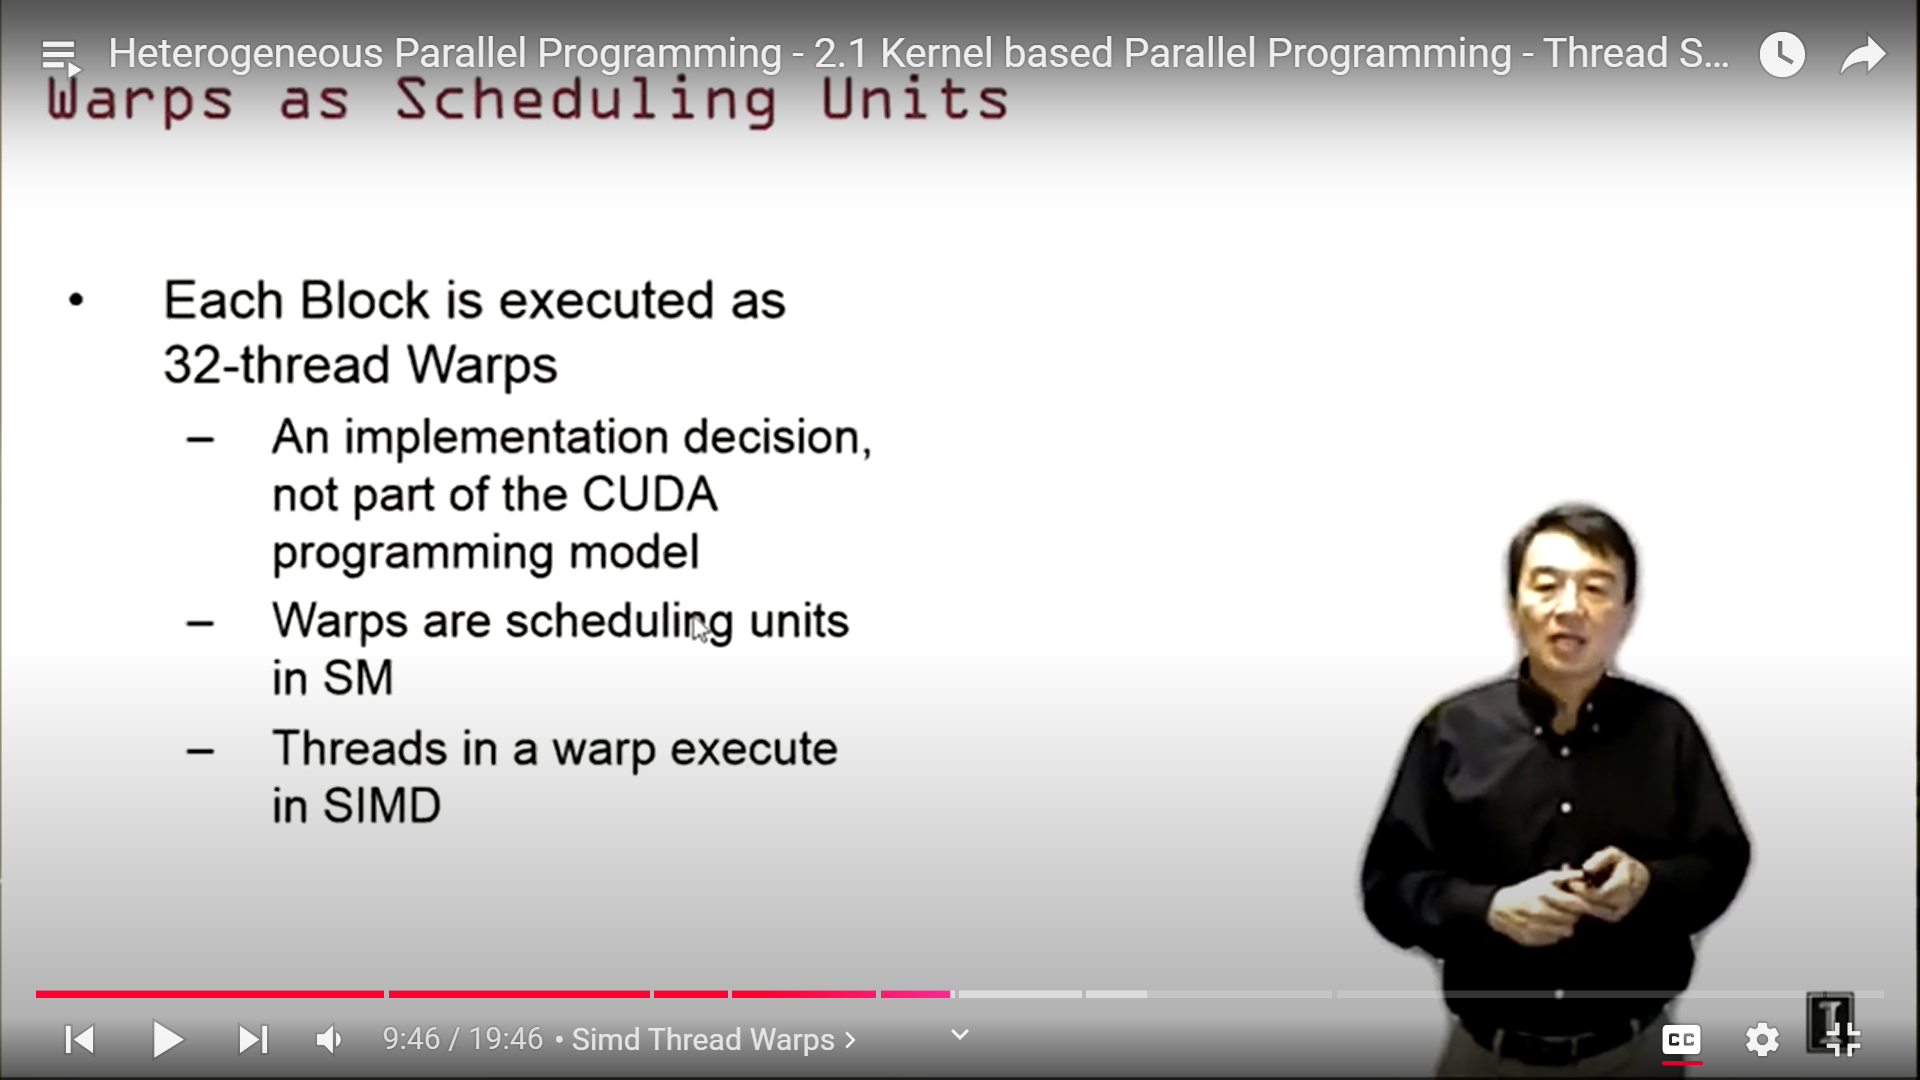 Heterogeneous Parallel Programming - 2.1 Kernel based Parallel Programming - Thread S...
Warps as Scheduling Units
• Each Block is executed as
32-thread Warps
– An implementation decision,
not part of the CUDA
programming model
– Warps are scheduling units
in SM
– Threads in a warp execute
in SIMD
9:46 / 19:46 • Simd Thread Warps >
CC
I